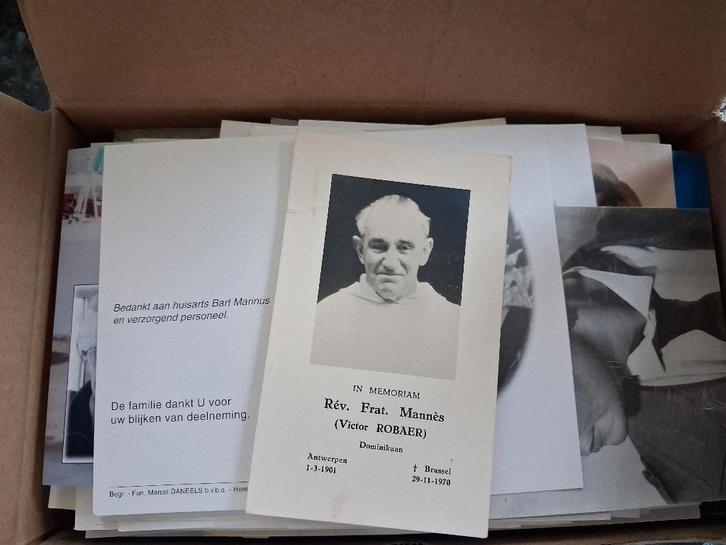 Bedankt aan huisarts Bart Marinus
en verzorgend personeel.
De familie dankt U voor
uw blijken van deelneming.
Begr. - Fun. Marcel DANEELS b.v.b.a. -
IN MEMORIAM
Rév. Frat. Mannès
(Victor ROBAER)
Dominikaan
Antwerpen
1-3-1901
† Brussel
29-11-1970